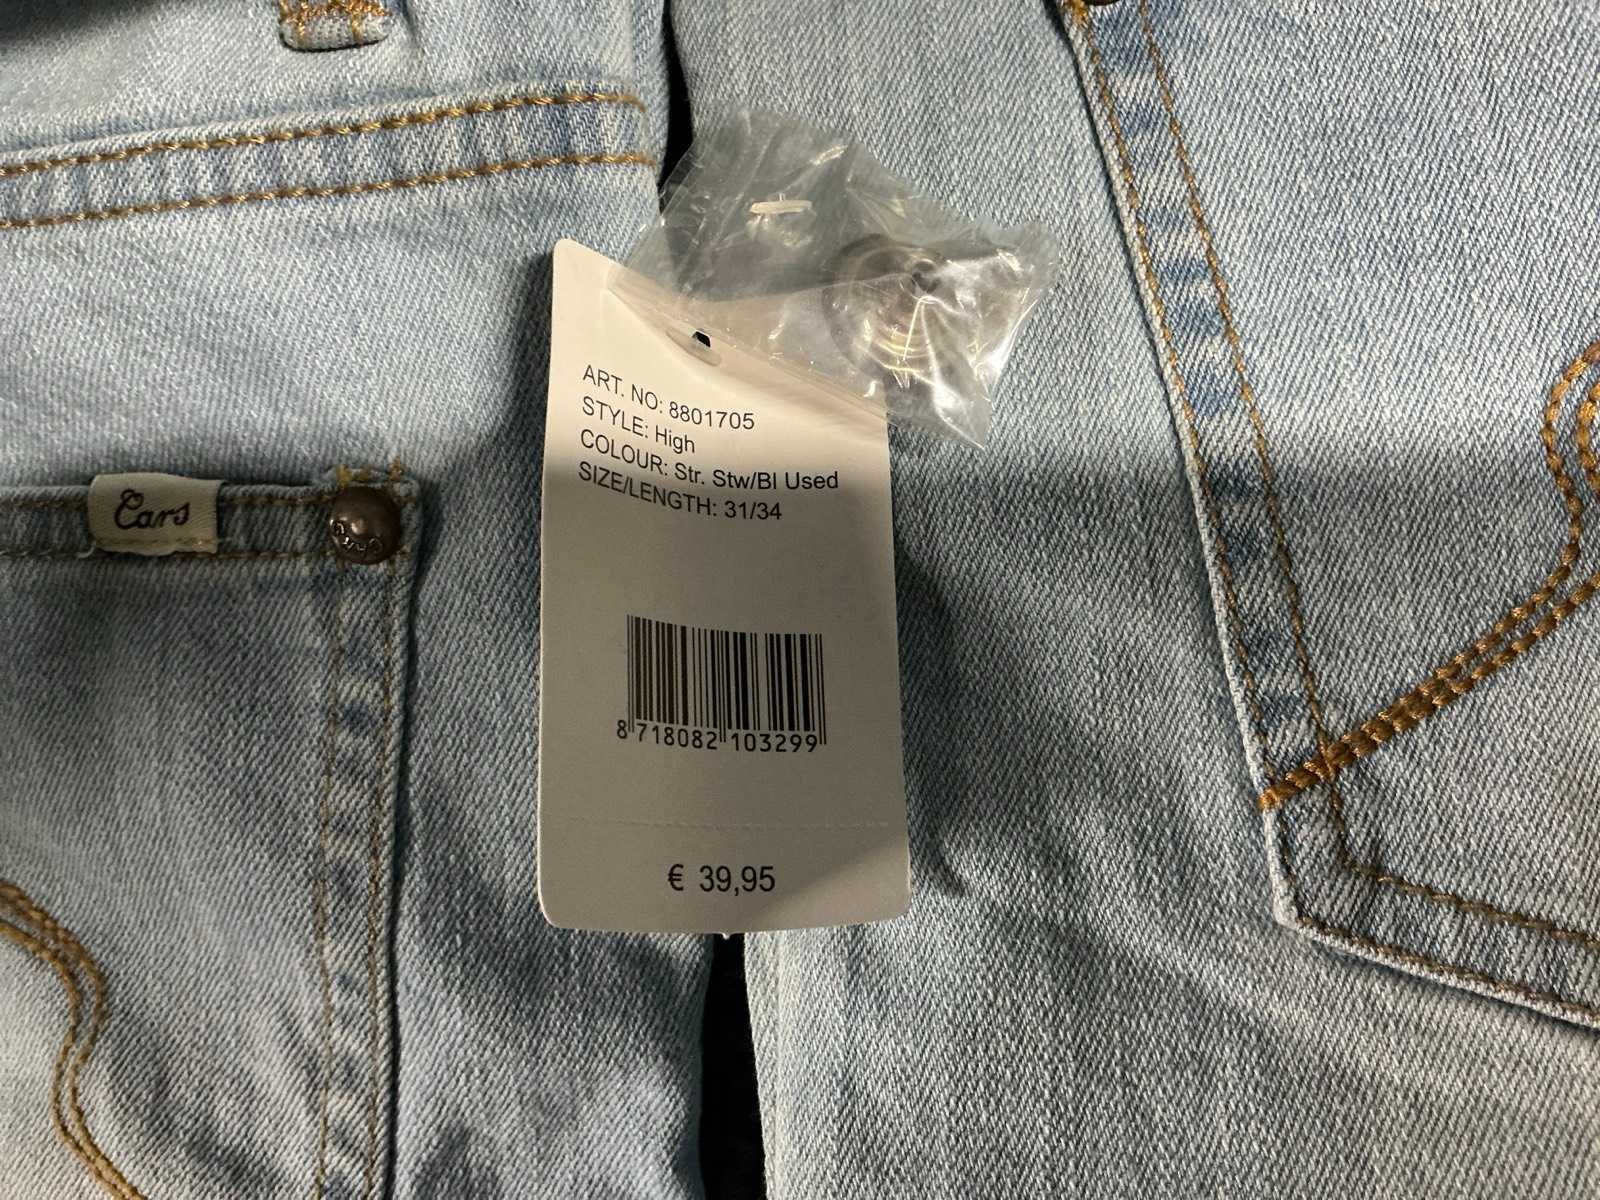 ART. NO: 8801705
STYLE: High
COLOUR: Str. Stw/Bl Used
SIZE/LENGTH: 31/34
8 718082 103299
€ 39,95
Cars
Cars